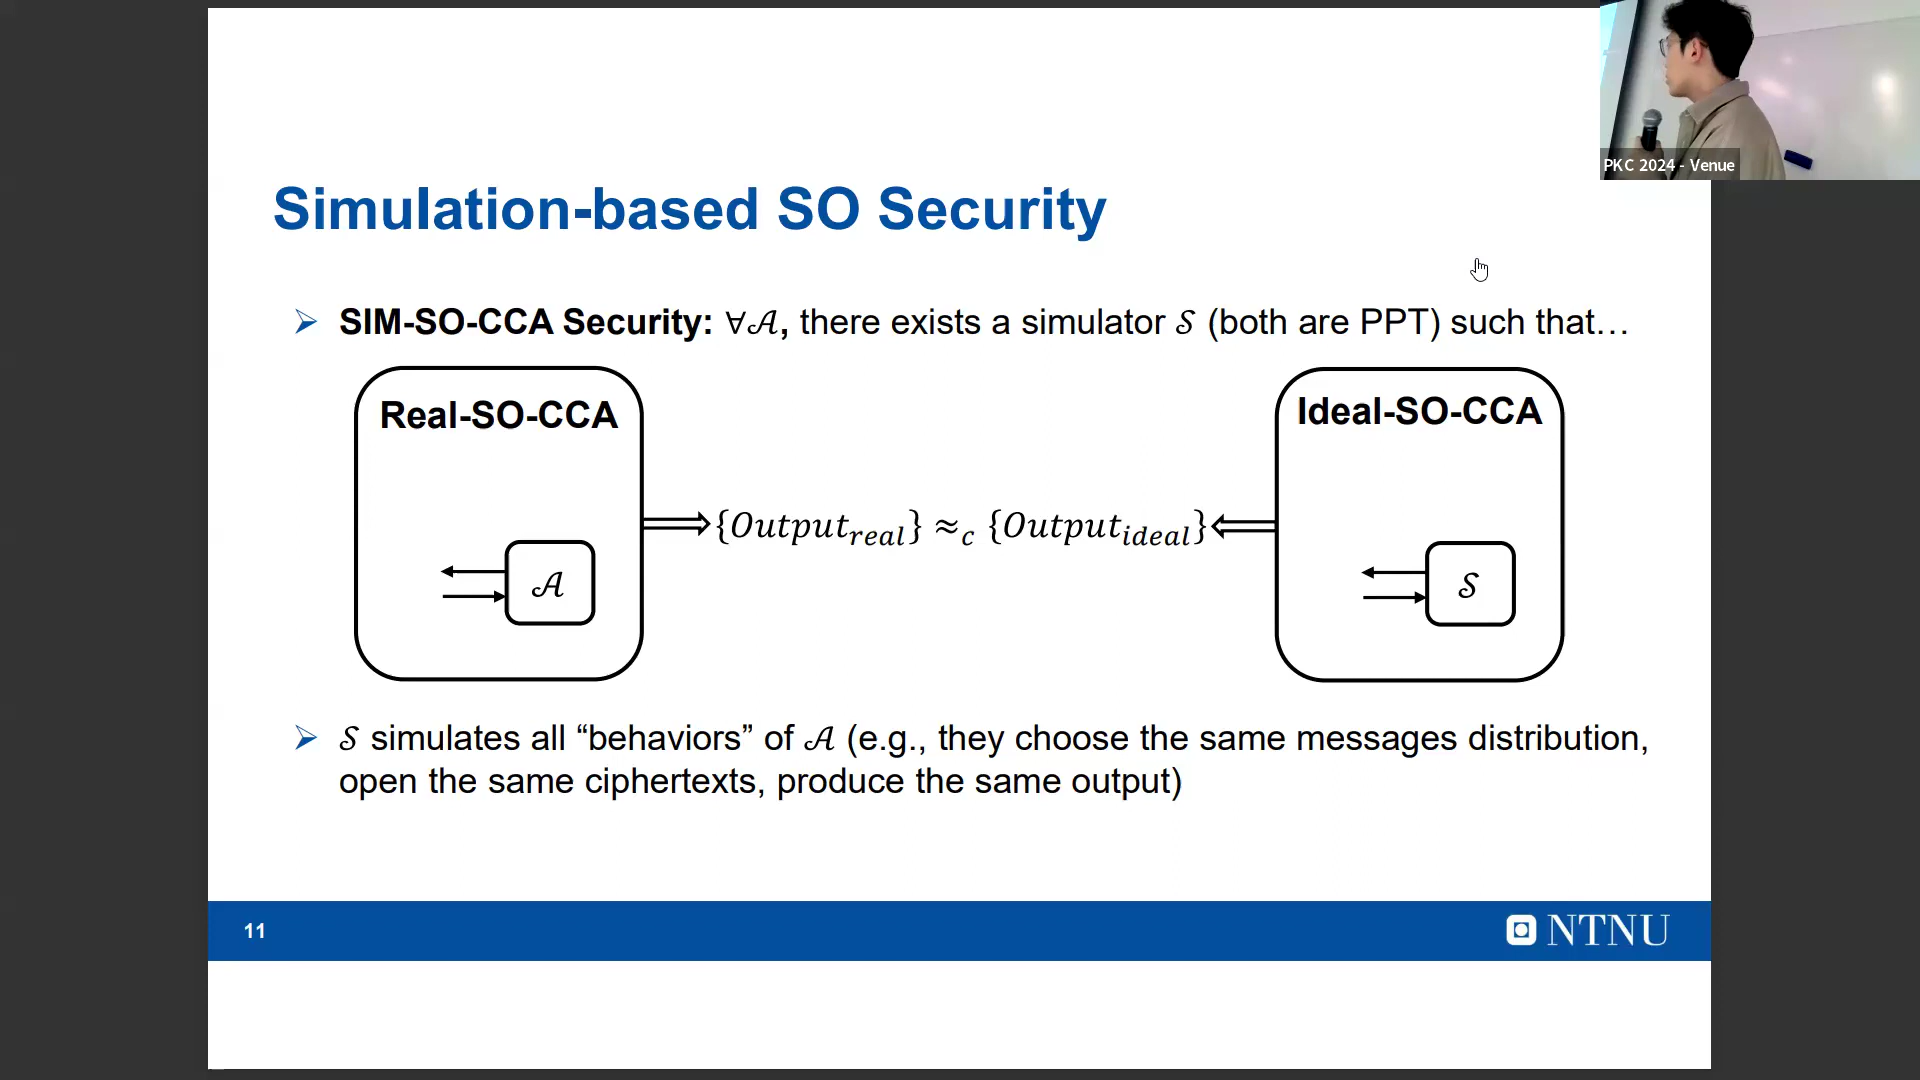 PKC 2024 - Venue
Simulation-based SO Security
➢ SIM-SO-CCA Security: ∀𝒜, there exists a simulator 𝒮 (both are PPT) such that…
Real-SO-CCA
Ideal-SO-CCA
{Output_real} ≈_c {Output_ideal}
𝒜
𝒮
➢ 𝒮 simulates all “behaviors” of 𝒜 (e.g., they choose the same messages distribution,
open the same ciphertexts, produce the same output)
11
NTNU